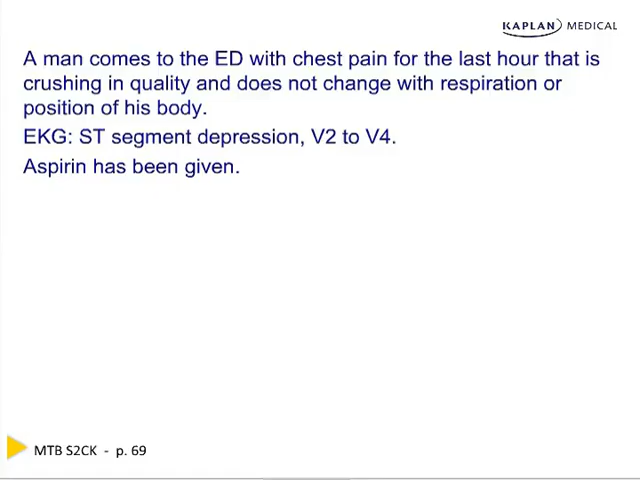 KAPLAN MEDICAL
A man comes to the ED with chest pain for the last hour that is
crushing in quality and does not change with respiration or
position of his body.
EKG: ST segment depression, V2 to V4.
Aspirin has been given.
MTB S2CK - p. 69